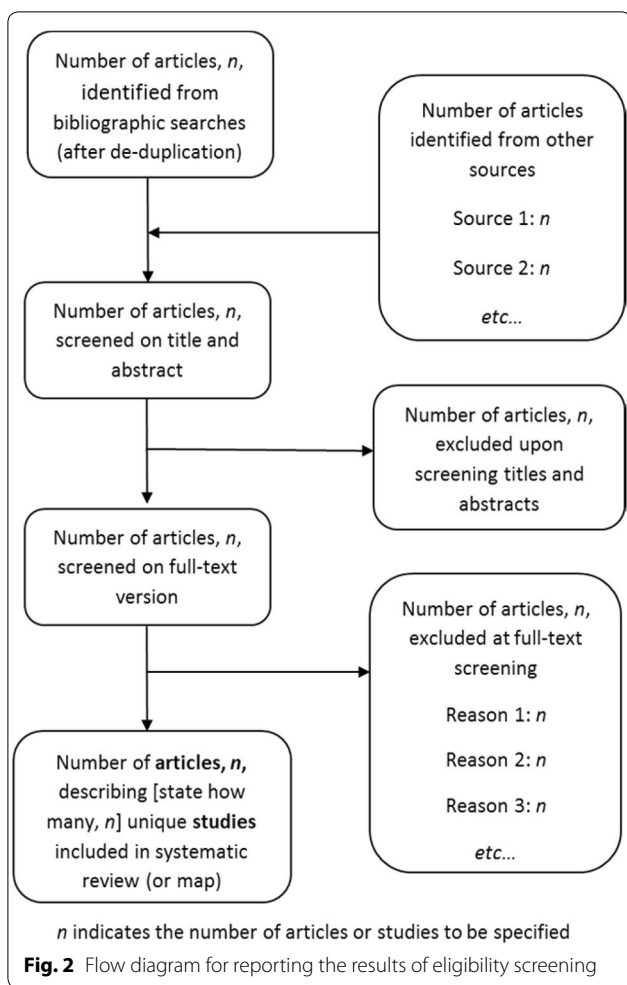 Number of articles, n,
identified from
bibliographic searches
(after de-duplication)
Number of articles
identified from other
sources
Source 1: n
Source 2: n
etc...
Number of articles, n,
screened on title and
abstract
Number of articles, n,
excluded upon
screening titles and
abstracts
Number of articles, n,
screened on full-text
version
Number of articles, n,
excluded at full-text
screening
Reason 1: n
Reason 2: n
Reason 3: n
etc...
Number of articles, n,
describing [state how
many, n] unique studies
included in systematic
review (or map)
n indicates the number of articles or studies to be specified
Fig. 2 Flow diagram for reporting the results of eligibility screening